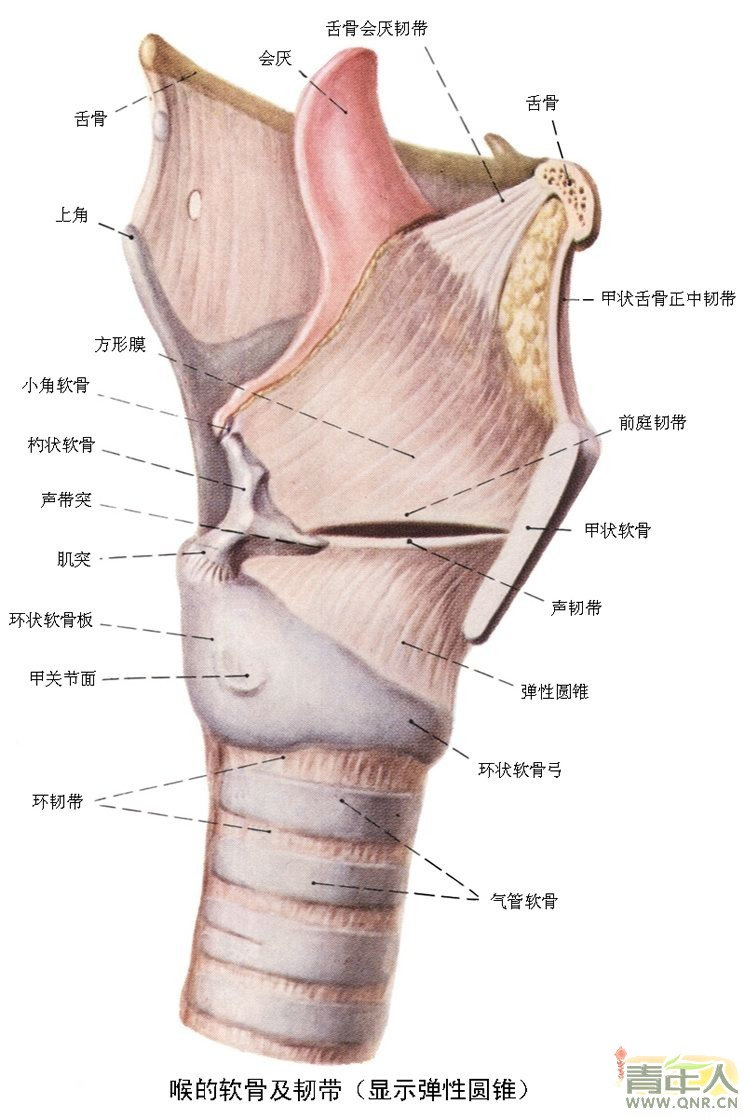 舌骨会厌韧带
会厌
舌骨
舌骨
上角
甲状舌骨正中韧带
方形膜
小角软骨
前庭韧带
杓状软骨
声带突
甲状软骨
肌突
声韧带
环状软骨板
甲关节面
弹性圆锥
环状软骨弓
环韧带
气管软骨
喉的软骨及韧带（显示弹性圆锥）
青年人
WWW.QNR.CN